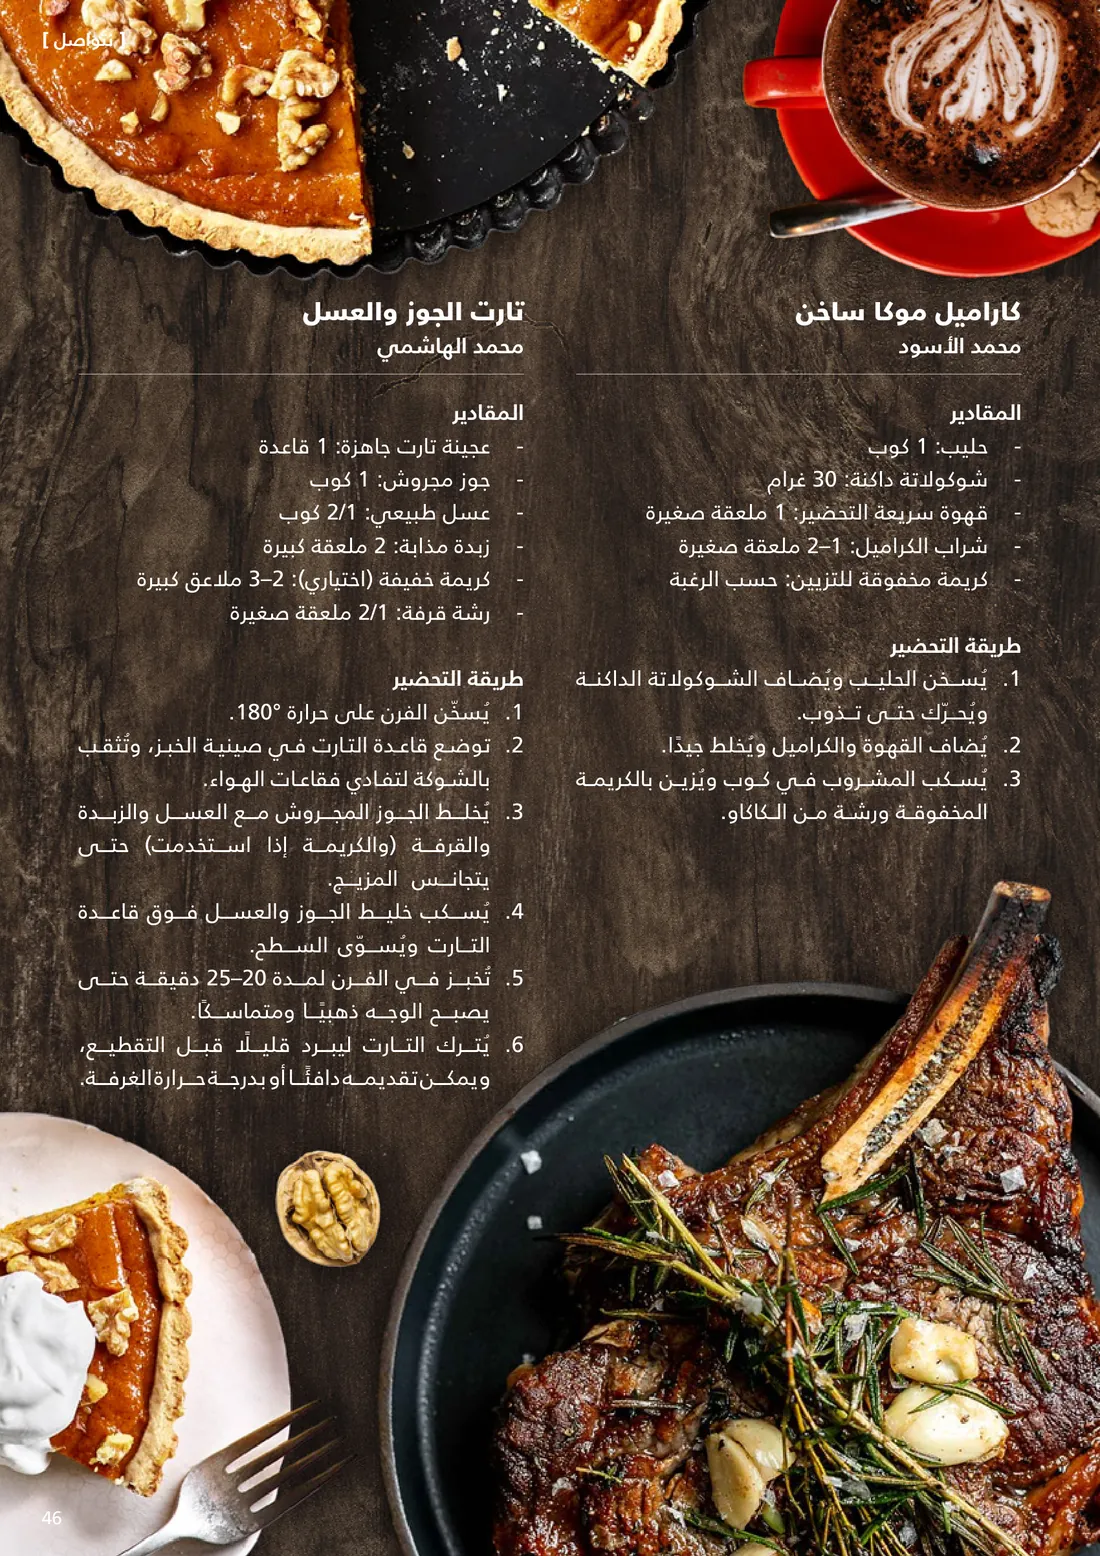 [ نتواصل ]
كاراميل موكا ساخن
محمد الأسود
المقادير
- حليب: 1 كوب
- شوكولاتة داكنة: 30 غرام
- قهوة سريعة التحضير: 1 ملعقة صغيرة
- شراب الكراميل: 1–2 ملعقة صغيرة
- كريمة مخفوقة للتزيين: حسب الرغبة
طريقة التحضير
1. يُسخن الحليب ويُضاف الشوكولاتة الداكنة
ويُحرّك حتى تذوب.
2. يُضاف القهوة والكراميل ويُخلط جيدًا.
3. يُسكب المشروب في كوب ويُزين بالكريمة
المخفوقة ورشة من الكاكاو.
تارت الجوز والعسل
محمد الهاشمي
المقادير
- عجينة تارت جاهزة: 1 قاعدة
- جوز مجروش: 1 كوب
- عسل طبيعي: 2/1 كوب
- زبدة مذابة: 2 ملعقة كبيرة
- كريمة خفيفة (اختياري): 2–3 ملاعق كبيرة
- رشة قرفة: 2/1 ملعقة صغيرة
طريقة التحضير
1. يُسخّن الفرن على حرارة °180.
2. توضع قاعدة التارت في صينية الخبز، وتُثقب
بالشوكة لتفادي فقاعات الهواء.
3. يُخلط الجوز المجروش مع العسل والزبدة
والقرفة (والكريمة إذا استخدمت) حتى
يتجانس المزيج.
4. يُسكب خليط الجوز والعسل فوق قاعدة
التارت ويُسوّى السطح.
5. تُخبز في الفرن لمدة 20–25 دقيقة حتى
يصبح الوجه ذهبيًا ومتماسكًا.
6. يُترك التارت ليبرد قليلًا قبل التقطيع،
ويمكن تقديمه دافئًا أو بدرجة حرارة الغرفة.
46